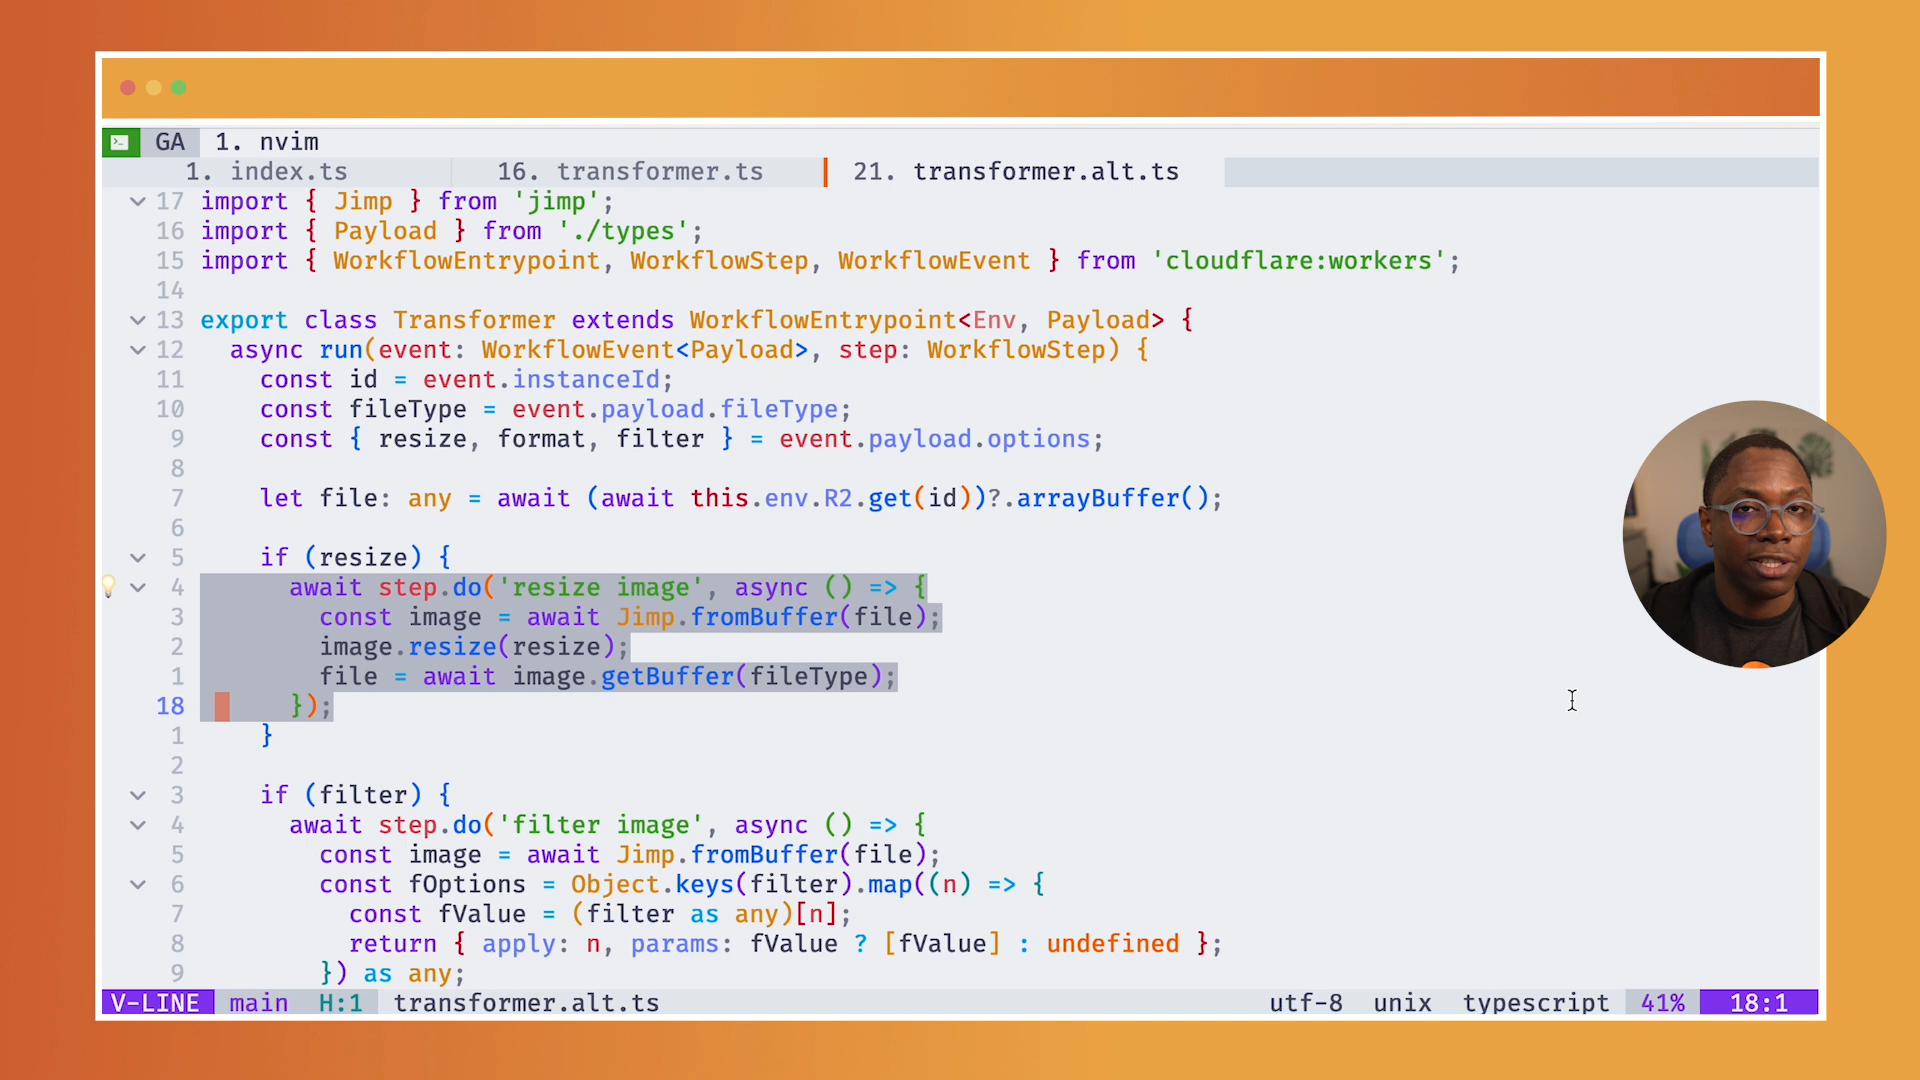 GA 1. nvim
1. index.ts 16. transformer.ts 21. transformer.alt.ts
17 import { Jimp } from 'jimp';
16 import { Payload } from './types';
15 import { WorkflowEntrypoint, WorkflowStep, WorkflowEvent } from 'cloudflare:workers';
14
13 export class Transformer extends WorkflowEntrypoint<Env, Payload> {
12 async run(event: WorkflowEvent<Payload>, step: WorkflowStep) {
11 const id = event.instanceId;
10 const fileType = event.payload.fileType;
9 const { resize, format, filter } = event.payload.options;
8
7 let file: any = await (await this.env.R2.get(id))?.arrayBuffer();
6
5 if (resize) {
4 await step.do('resize image', async () => {
3 const image = await Jimp.fromBuffer(file);
2 image.resize(resize);
1 file = await image.getBuffer(fileType);
18 });
1 }
2
3 if (filter) {
4 await step.do('filter image', async () => {
5 const image = await Jimp.fromBuffer(file);
6 const fOptions = Object.keys(filter).map((n) => {
7 const fValue = (filter as any)[n];
8 return { apply: n, params: fValue ? [fValue] : undefined };
9 }) as any;
V-LINE main H:1 transformer.alt.ts utf-8 unix typescript 41% 18:1